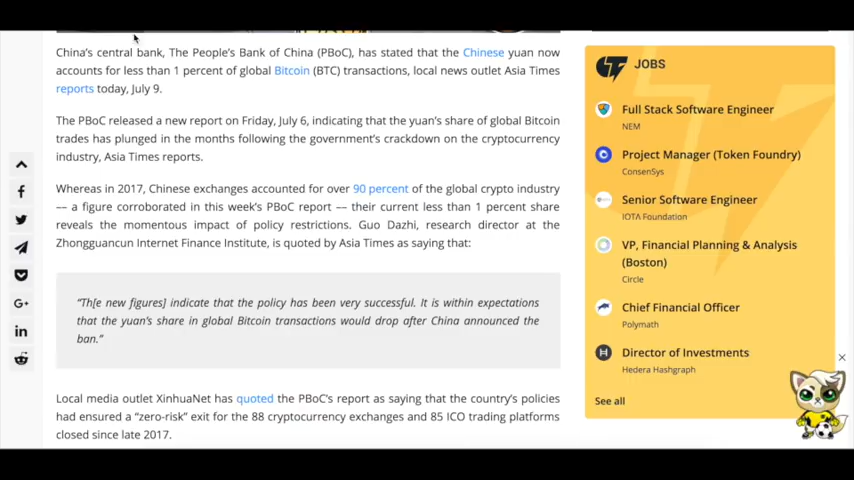 China's central bank, The People's Bank of China (PBoC), has stated that the Chinese yuan now
accounts for less than 1 percent of global Bitcoin (BTC) transactions, local news outlet Asia Times
reports today, July 9.
The PBoC released a new report on Friday, July 6, indicating that the yuan's share of global Bitcoin
trades has plunged in the months following the government's crackdown on the cryptocurrency
industry, Asia Times reports.
Whereas in 2017, Chinese exchanges accounted for over 90 percent of the global crypto industry
–– a figure corroborated in this week's PBoC report –– their current less than 1 percent share
reveals the momentous impact of policy restrictions. Guo Dazhi, research director at the
Zhongguancun Internet Finance Institute, is quoted by Asia Times as saying that:
"Th[e new figures] indicate that the policy has been very successful. It is within expectations
that the yuan's share in global Bitcoin transactions would drop after China announced the
ban."
Local media outlet XinhuaNet has quoted the PBoC's report as saying that the country's policies
had ensured a "zero-risk" exit for the 88 cryptocurrency exchanges and 85 ICO trading platforms
closed since late 2017.
JOBS
Full Stack Software Engineer
NEM
Project Manager (Token Foundry)
ConsenSys
Senior Software Engineer
IOTA Foundation
VP, Financial Planning & Analysis
(Boston)
Circle
Chief Financial Officer
Polymath
Director of Investments
Hedera Hashgraph
See all